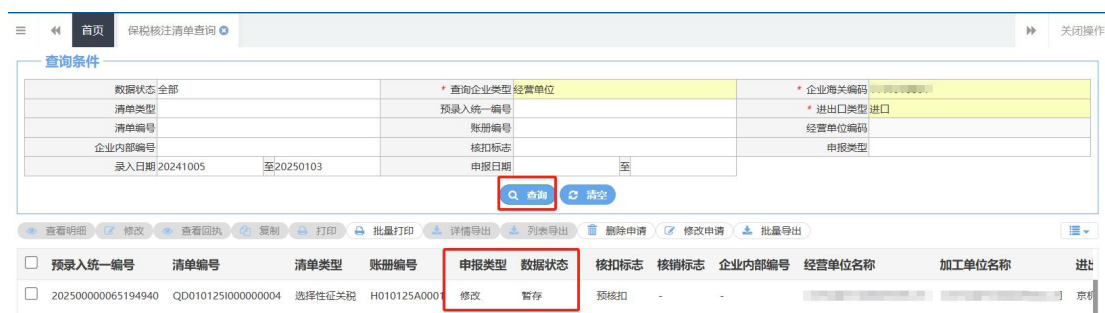 首页 保税核注清单查询 关闭操作
查询条件
数据状态 全部 * 查询企业类型 经营单位 * 企业海关编码
清单类型 预录入统一编号 * 进出口类型 进口
清单编号 账册编号 经营单位编码
企业内部编号 核扣标志 申报类型
录入日期 20241005 至 20250103 申报日期 至
查询 清空
查看明细 修改 查看回执 复制 打印 批量打印 详情导出 列表导出 删除申请 修改申请 批量导出
预录入统一编号 清单编号 清单类型 账册编号 申报类型 数据状态 核扣标志 核销标志 企业内部编号 经营单位名称 加工单位名称 进出
202500000065194940 QD010125I000000004 选择性征关税 H010125A0001 修改 暂存 预核扣 - -